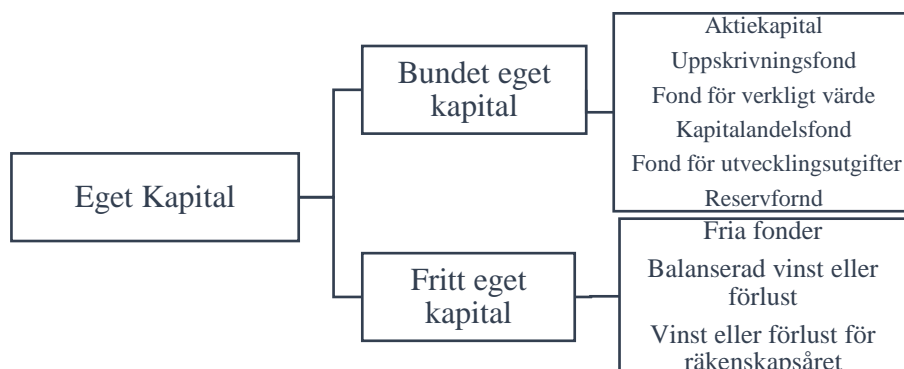 Eget Kapital
Bundet eget
kapital
Aktiekapital
Uppskrivningsfond
Fond för verkligt värde
Kapitalandelsfond
Fond för utvecklingsutgifter
Reservfornd
Fritt eget
kapital
Fria fonder
Balanserad vinst eller
förlust
Vinst eller förlust för
räkenskapsåret